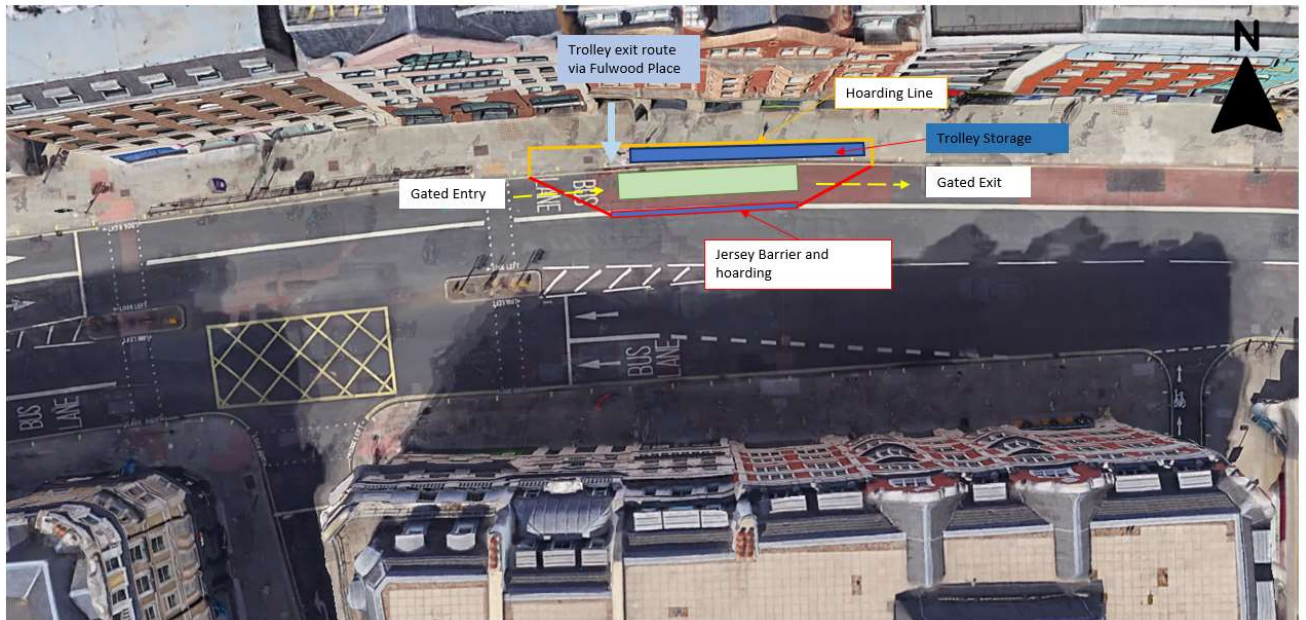 N
Trolley exit route
via Fulwood Place
Hoarding Line
Trolley Storage
Gated Entry
Gated Exit
Jersey Barrier and
hoarding
LANE
BUS
BUS
LANE
BUS
LANE